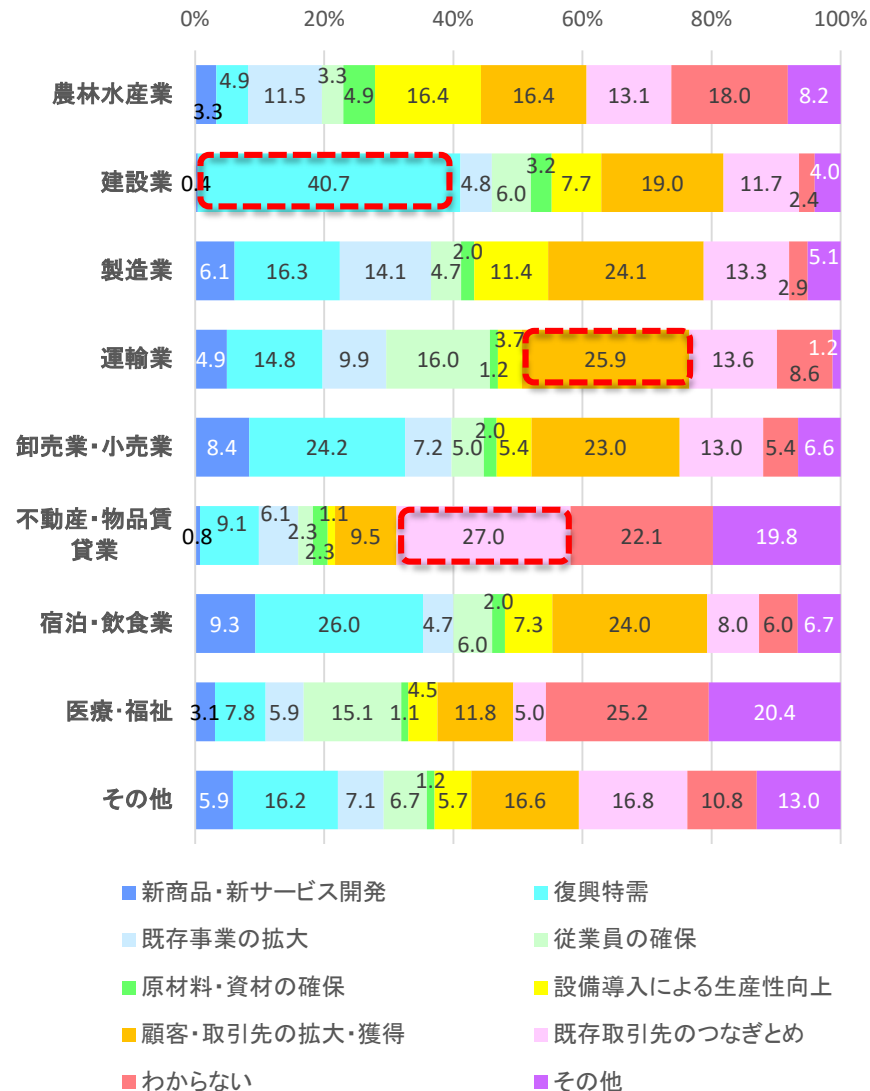 0% 20% 40% 60% 80% 100%
農林水産業 3.3 4.9 11.5 3.3 4.9 16.4 16.4 13.1 18.0 8.2
建設業 0.4 40.7 4.8 6.0 3.2 7.7 19.0 11.7 2.4 4.0
製造業 6.1 16.3 14.1 4.7 2.0 11.4 24.1 13.3 2.9 5.1
運輸業 4.9 14.8 9.9 16.0 1.2 3.7 25.9 13.6 8.6 1.2
卸売業・小売業 8.4 24.2 7.2 5.0 2.0 5.4 23.0 13.0 5.4 6.6
不動産・物品賃
貸業 0.8 9.1 6.1 2.3 2.3 1.1 9.5 27.0 22.1 19.8
宿泊・飲食業 9.3 26.0 4.7 6.0 2.0 7.3 24.0 8.0 6.0 6.7
医療・福祉 3.1 7.8 5.9 15.1 1.1 4.5 11.8 5.0 25.2 20.4
その他 5.9 16.2 7.1 6.7 1.2 5.7 16.6 16.8 10.8 13.0
新商品・新サービス開発 復興特需
既存事業の拡大 従業員の確保
原材料・資材の確保 設備導入による生産性向上
顧客・取引先の拡大・獲得 既存取引先のつなぎとめ
わからない その他